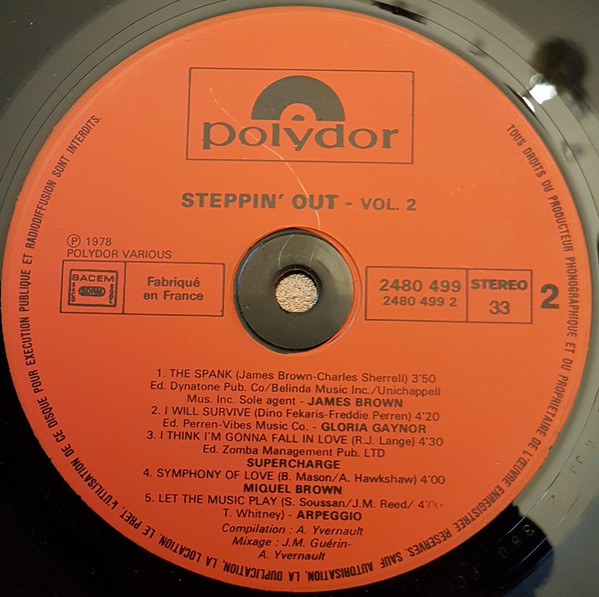 polydor
STEPPIN' OUT - VOL. 2
℗ 1978
POLYDOR VARIOUS
SACEM
Fabriqué
en France
2480 499
2480 499 2
STEREO
33
2
1. THE SPANK (James Brown-Charles Sherrell) 3'50
Ed. Dynatone Pub. Co/Belinda Music Inc./Unichappell
Mus. Inc. Sole agent - JAMES BROWN
2. I WILL SURVIVE (Dino Fekaris-Freddie Perren) 4'20
Ed. Perren-Vibes Music Co. - GLORIA GAYNOR
3. I THINK I'M GONNA FALL IN LOVE (R.J. Lange) 4'30
Ed. Zomba Management Pub. LTD
SUPERCHARGE
4. SYMPHONY OF LOVE (B. Mason/A. Hawkshaw) 4'00
MIQUEL BROWN
5. LET THE MUSIC PLAY (S. Soussan/J.M. Reed/
T. Whitney) - ARPEGGIO
Compilation : A. Yvernault
Mixage : J.M. Guérin-
A. Yvernault
TOUS DROITS DU PRODUCTEUR PHONOGRAPHIQUE ET DU PROPRIETAIRE DE L'ŒUVRE ENREGISTREE RESERVES. SAUF AUTORISATION, LA DUPLICATION, LA LOCATION, LE PRET, L'UTILISATION DE CE DISQUE POUR EXECUTION PUBLIQUE ET RADIODIFFUSION SONT INTERDITS.